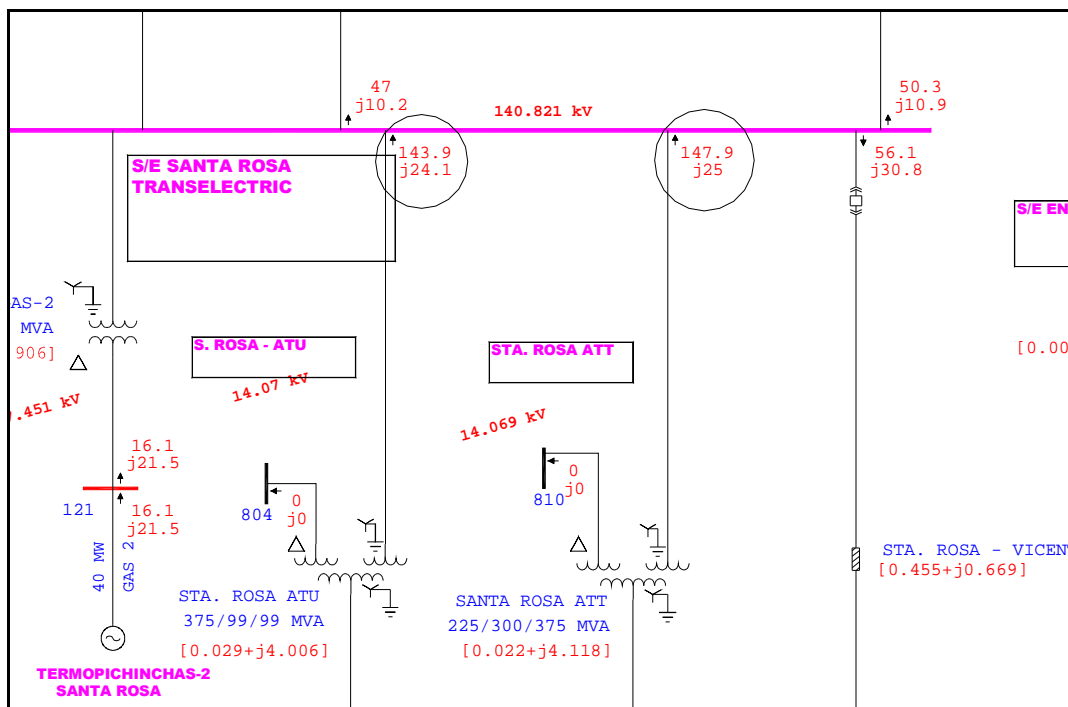 47
j10.2
140.821 kV
50.3
j10.9
143.9
j24.1
147.9
j25
56.1
j30.8
S/E SANTA ROSA
TRANSELECTRIC
S/E EN
AS-2
MVA
906]
.451 kV
S. ROSA - ATU
14.07 kV
STA. ROSA ATT
14.069 kV
[0.00
16.1
j21.5
121
16.1
j21.5
40 MW
GAS 2
804
0
j0
810
0
j0
STA. ROSA ATU
375/99/99 MVA
[0.029+j4.006]
SANTA ROSA ATT
225/300/375 MVA
[0.022+j4.118]
STA. ROSA - VICEN
[0.455+j0.669]
TERMOPICHINCHAS-2
SANTA ROSA